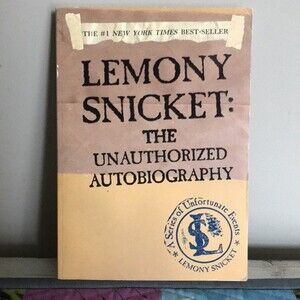 THE #1 NEW YORK TIMES BEST-SELLER
LEMONY
SNICKET:
THE
UNAUTHORIZED
AUTOBIOGRAPHY
A Series of Unfortunate Events
LS
LEMONY SNICKET